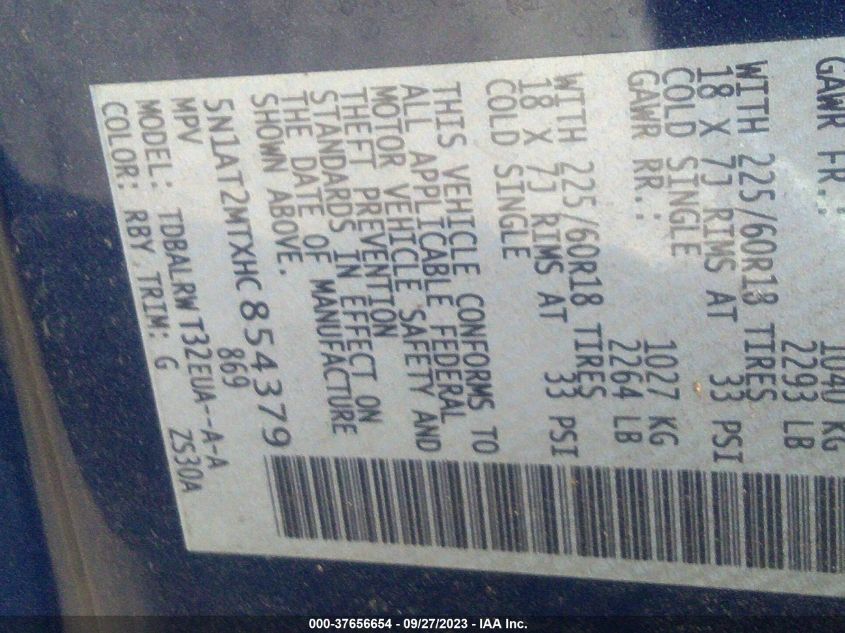 GAWR FR.: 1040 KG
2293 LB
WITH 225/60R18 TIRES
18 X 7J RIMS AT 33 PSI
COLD SINGLE
GAWR RR.: 1027 KG
2264 LB
WITH 225/60R18 TIRES
18 X 7J RIMS AT 33 PSI
COLD SINGLE
THIS VEHICLE CONFORMS TO
ALL APPLICABLE FEDERAL
MOTOR VEHICLE SAFETY AND
THEFT PREVENTION
STANDARDS IN EFFECT ON
THE DATE OF MANUFACTURE
SHOWN ABOVE.
5N1AT2MTXHC854379
MPV 869
MODEL: TDBALRW T32EUA--A-A
COLOR: RBY TRIM: G ZS30A
000-37656654 - 09/27/2023 - IAA Inc.